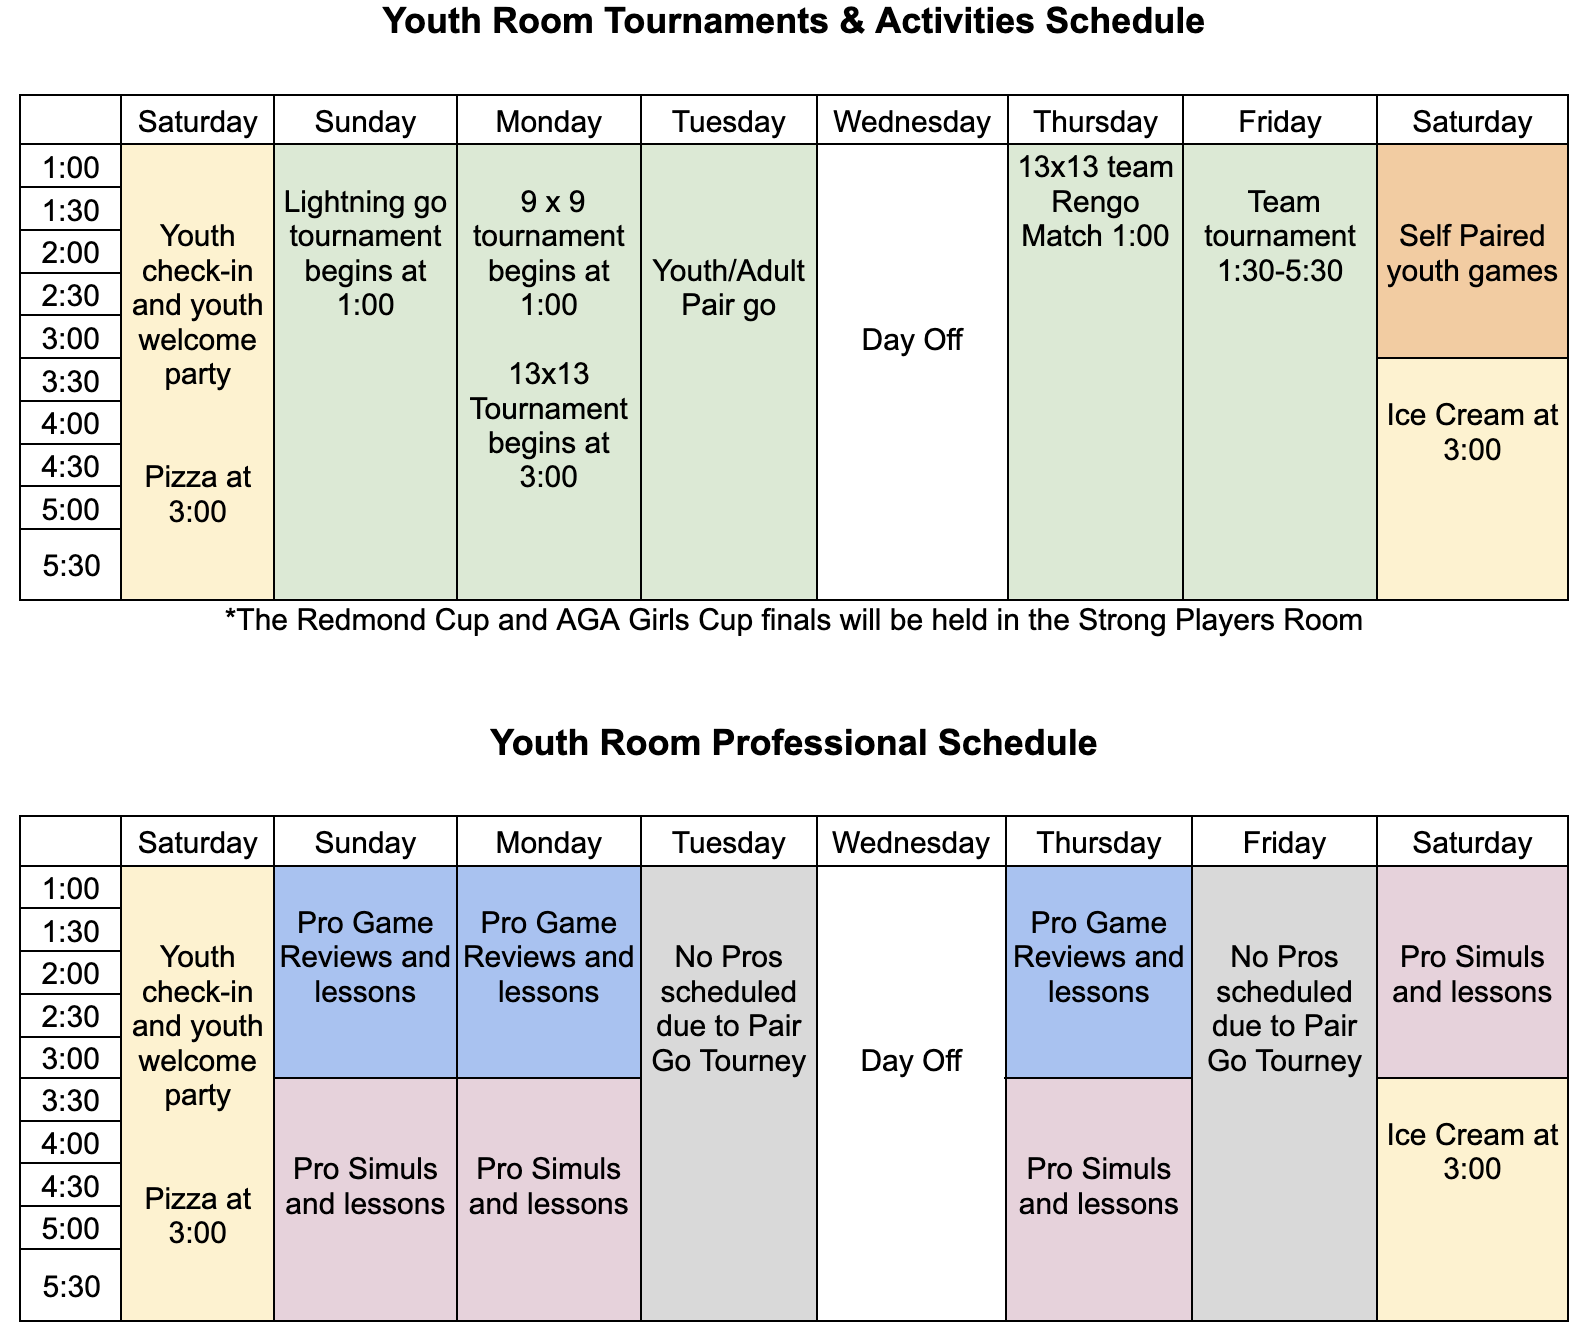 Youth Room Tournaments & Activities Schedule
Saturday Sunday Monday Tuesday Wednesday Thursday Friday Saturday
1:00
1:30
2:00
2:30
3:00
3:30
4:00
4:30
5:00
5:30
Youth
check-in
and youth
welcome
party
Pizza at
3:00
Lightning go
tournament
begins at
1:00
9 x 9
tournament
begins at
1:00
13x13
Tournament
begins at
3:00
Youth/Adult
Pair go
Day Off
13x13 team
Rengo
Match 1:00
Team
tournament
1:30-5:30
Self Paired
youth games
Ice Cream at
3:00
*The Redmond Cup and AGA Girls Cup finals will be held in the Strong Players Room
Youth Room Professional Schedule
Saturday Sunday Monday Tuesday Wednesday Thursday Friday Saturday
1:00
1:30
2:00
2:30
3:00
3:30
4:00
4:30
5:00
5:30
Youth
check-in
and youth
welcome
party
Pizza at
3:00
Pro Game
Reviews and
lessons
Pro Simuls
and lessons
Pro Game
Reviews and
lessons
Pro Simuls
and lessons
No Pros
scheduled
due to Pair
Go Tourney
Day Off
Pro Game
Reviews and
lessons
Pro Simuls
and lessons
No Pros
scheduled
due to Pair
Go Tourney
Pro Simuls
and lessons
Ice Cream at
3:00